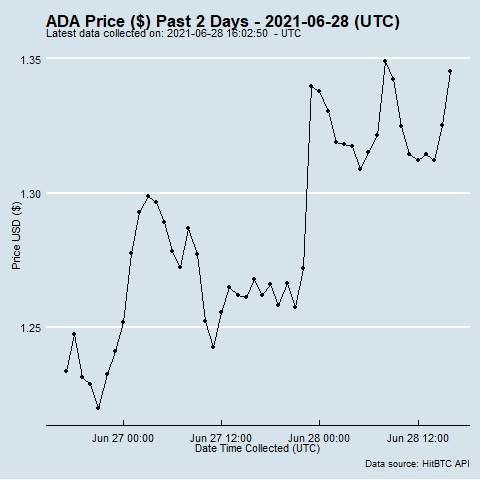 ADA Price ($) Past 2 Days - 2021-06-28 (UTC)
Latest data collected on: 2021-06-28 16:02:50 - UTC
1.35
1.30
1.25
Price USD ($)
Jun 27 00:00 Jun 27 12:00 Jun 28 00:00 Jun 28 12:00
Date Time Collected (UTC)
Data source: HitBTC API